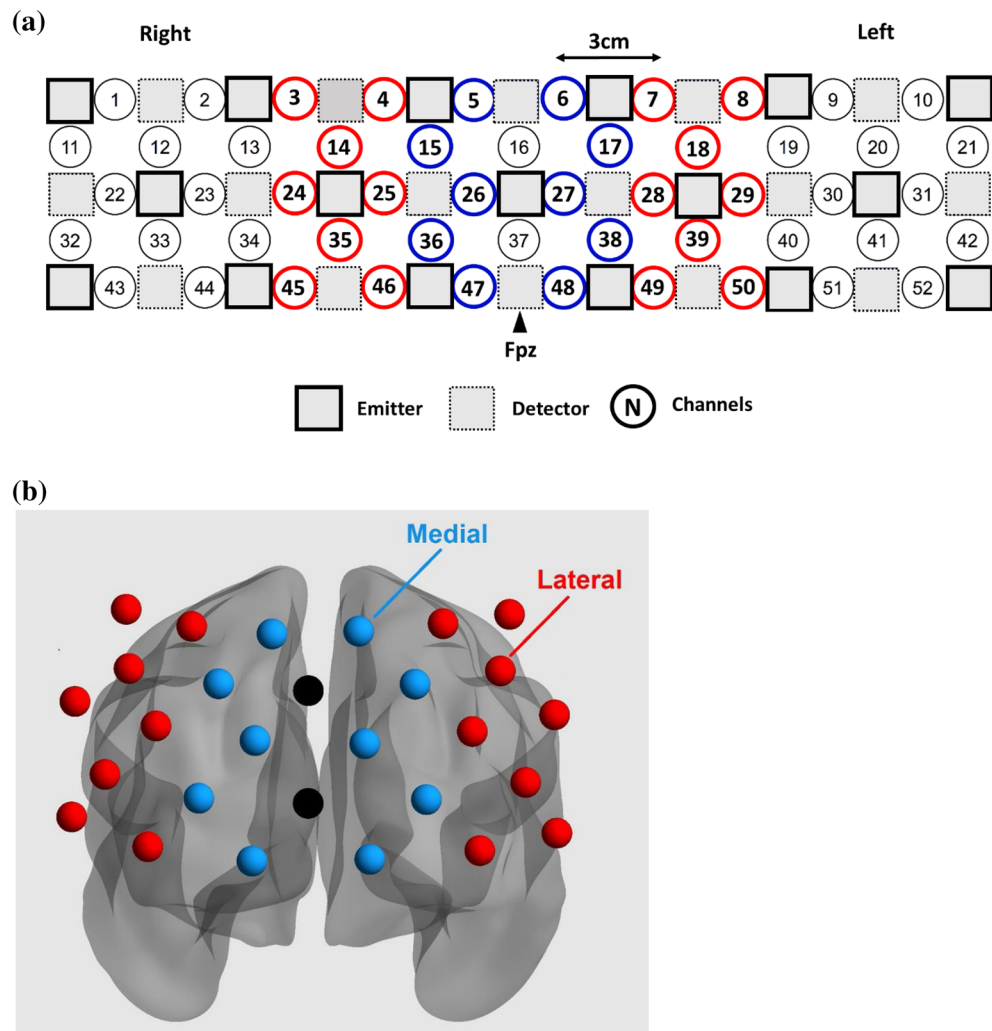 (a)
Right Left
3cm
1 2 3 4 5 6 7 8 9 10
11 12 13 14 15 16 17 18 19 20 21
22 23 24 25 26 27 28 29 30 31
32 33 34 35 36 37 38 39 40 41 42
43 44 45 46 47 48 49 50 51 52
Fpz
Emitter Detector N Channels
(b)
Medial
Lateral